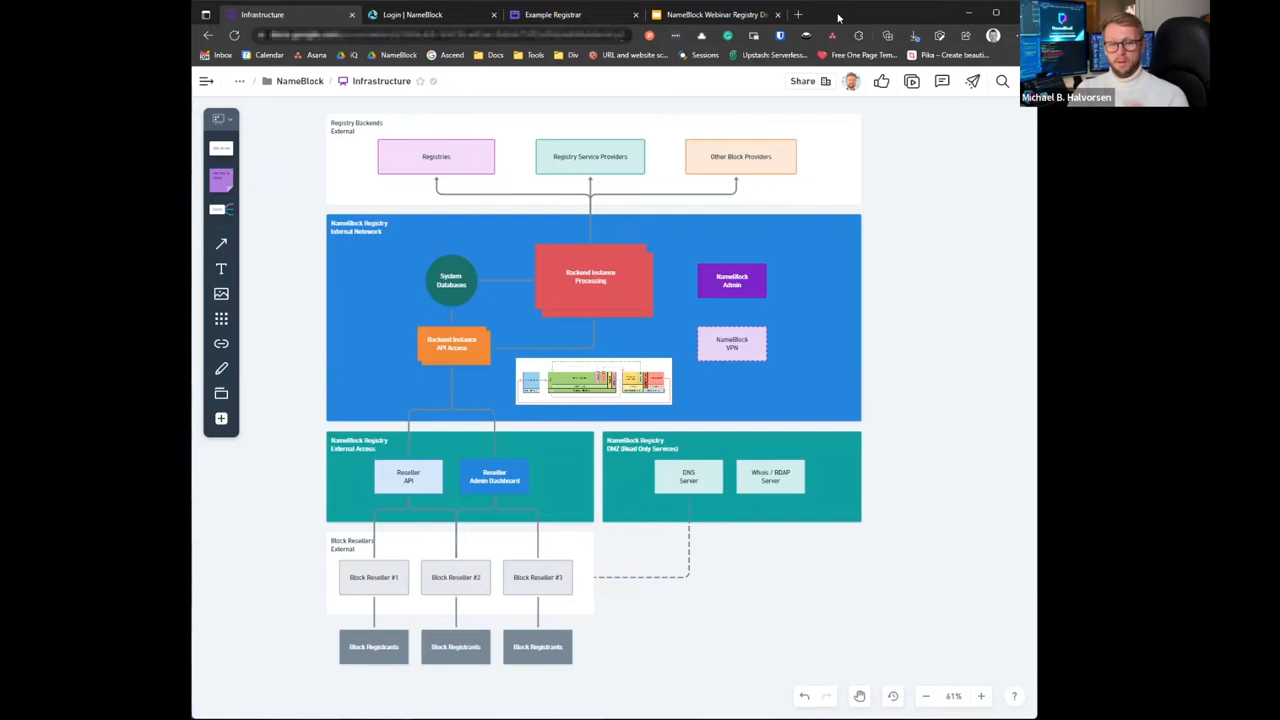 Infrastructure
Login | NameBlock
Example Registrar
NameBlock Webinar Registry De
Inbox
Calendar
Asana
NameBlock
Ascend
Docs
Tools
Div
URL and website sc...
Sessions
Upstash: Serverless...
Free One Page Term...
Pika – Create beauti...
NameBlock
Infrastructure
Share
Michael B. Halvorsen
Registry Backends
External
Registries
Registry Service Providers
Other Block Providers
NameBlock Registry
Internal Network
System
Databases
Backend Instance
Processing
NameBlock
Admin
Backend Instance
API Access
NameBlock
VPN
NameBlock Registry
External Access
Reseller
API
Reseller
Admin Dashboard
NameBlock Registry
DMZ (Read Only Services)
DNS
Server
Whois / RDAP
Server
Block Resellers
External
Block Reseller #1
Block Reseller #2
Block Reseller #3
Block Registrants
Block Registrants
Block Registrants
61%